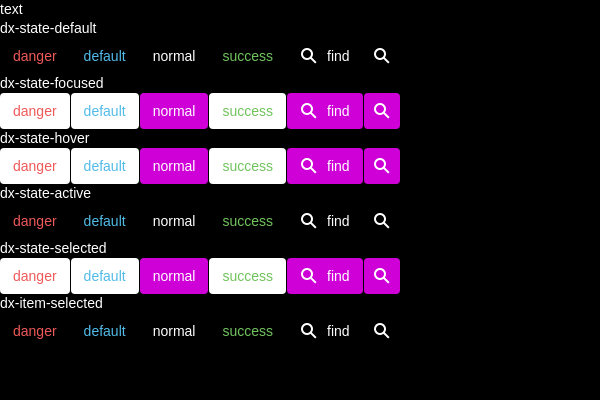 text
dx-state-default
danger default normal success find
dx-state-focused
danger default normal success find
dx-state-hover
danger default normal success find
dx-state-active
danger default normal success find
dx-state-selected
danger default normal success find
dx-item-selected
danger default normal success find